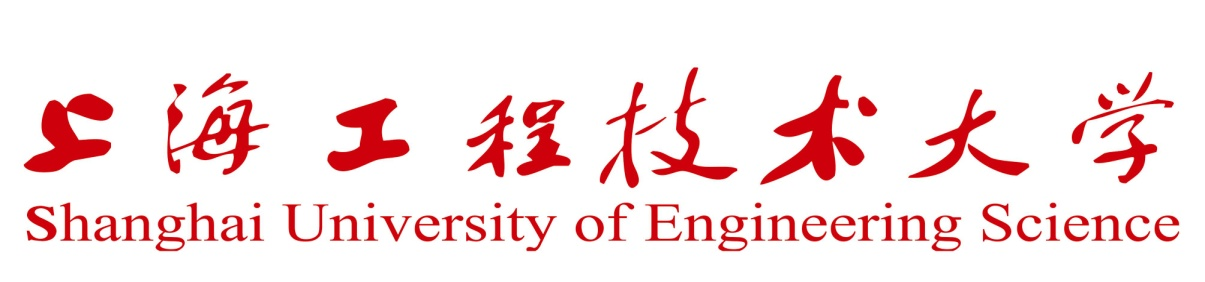 上海工程技术大学
Shanghai University of Engineering Science